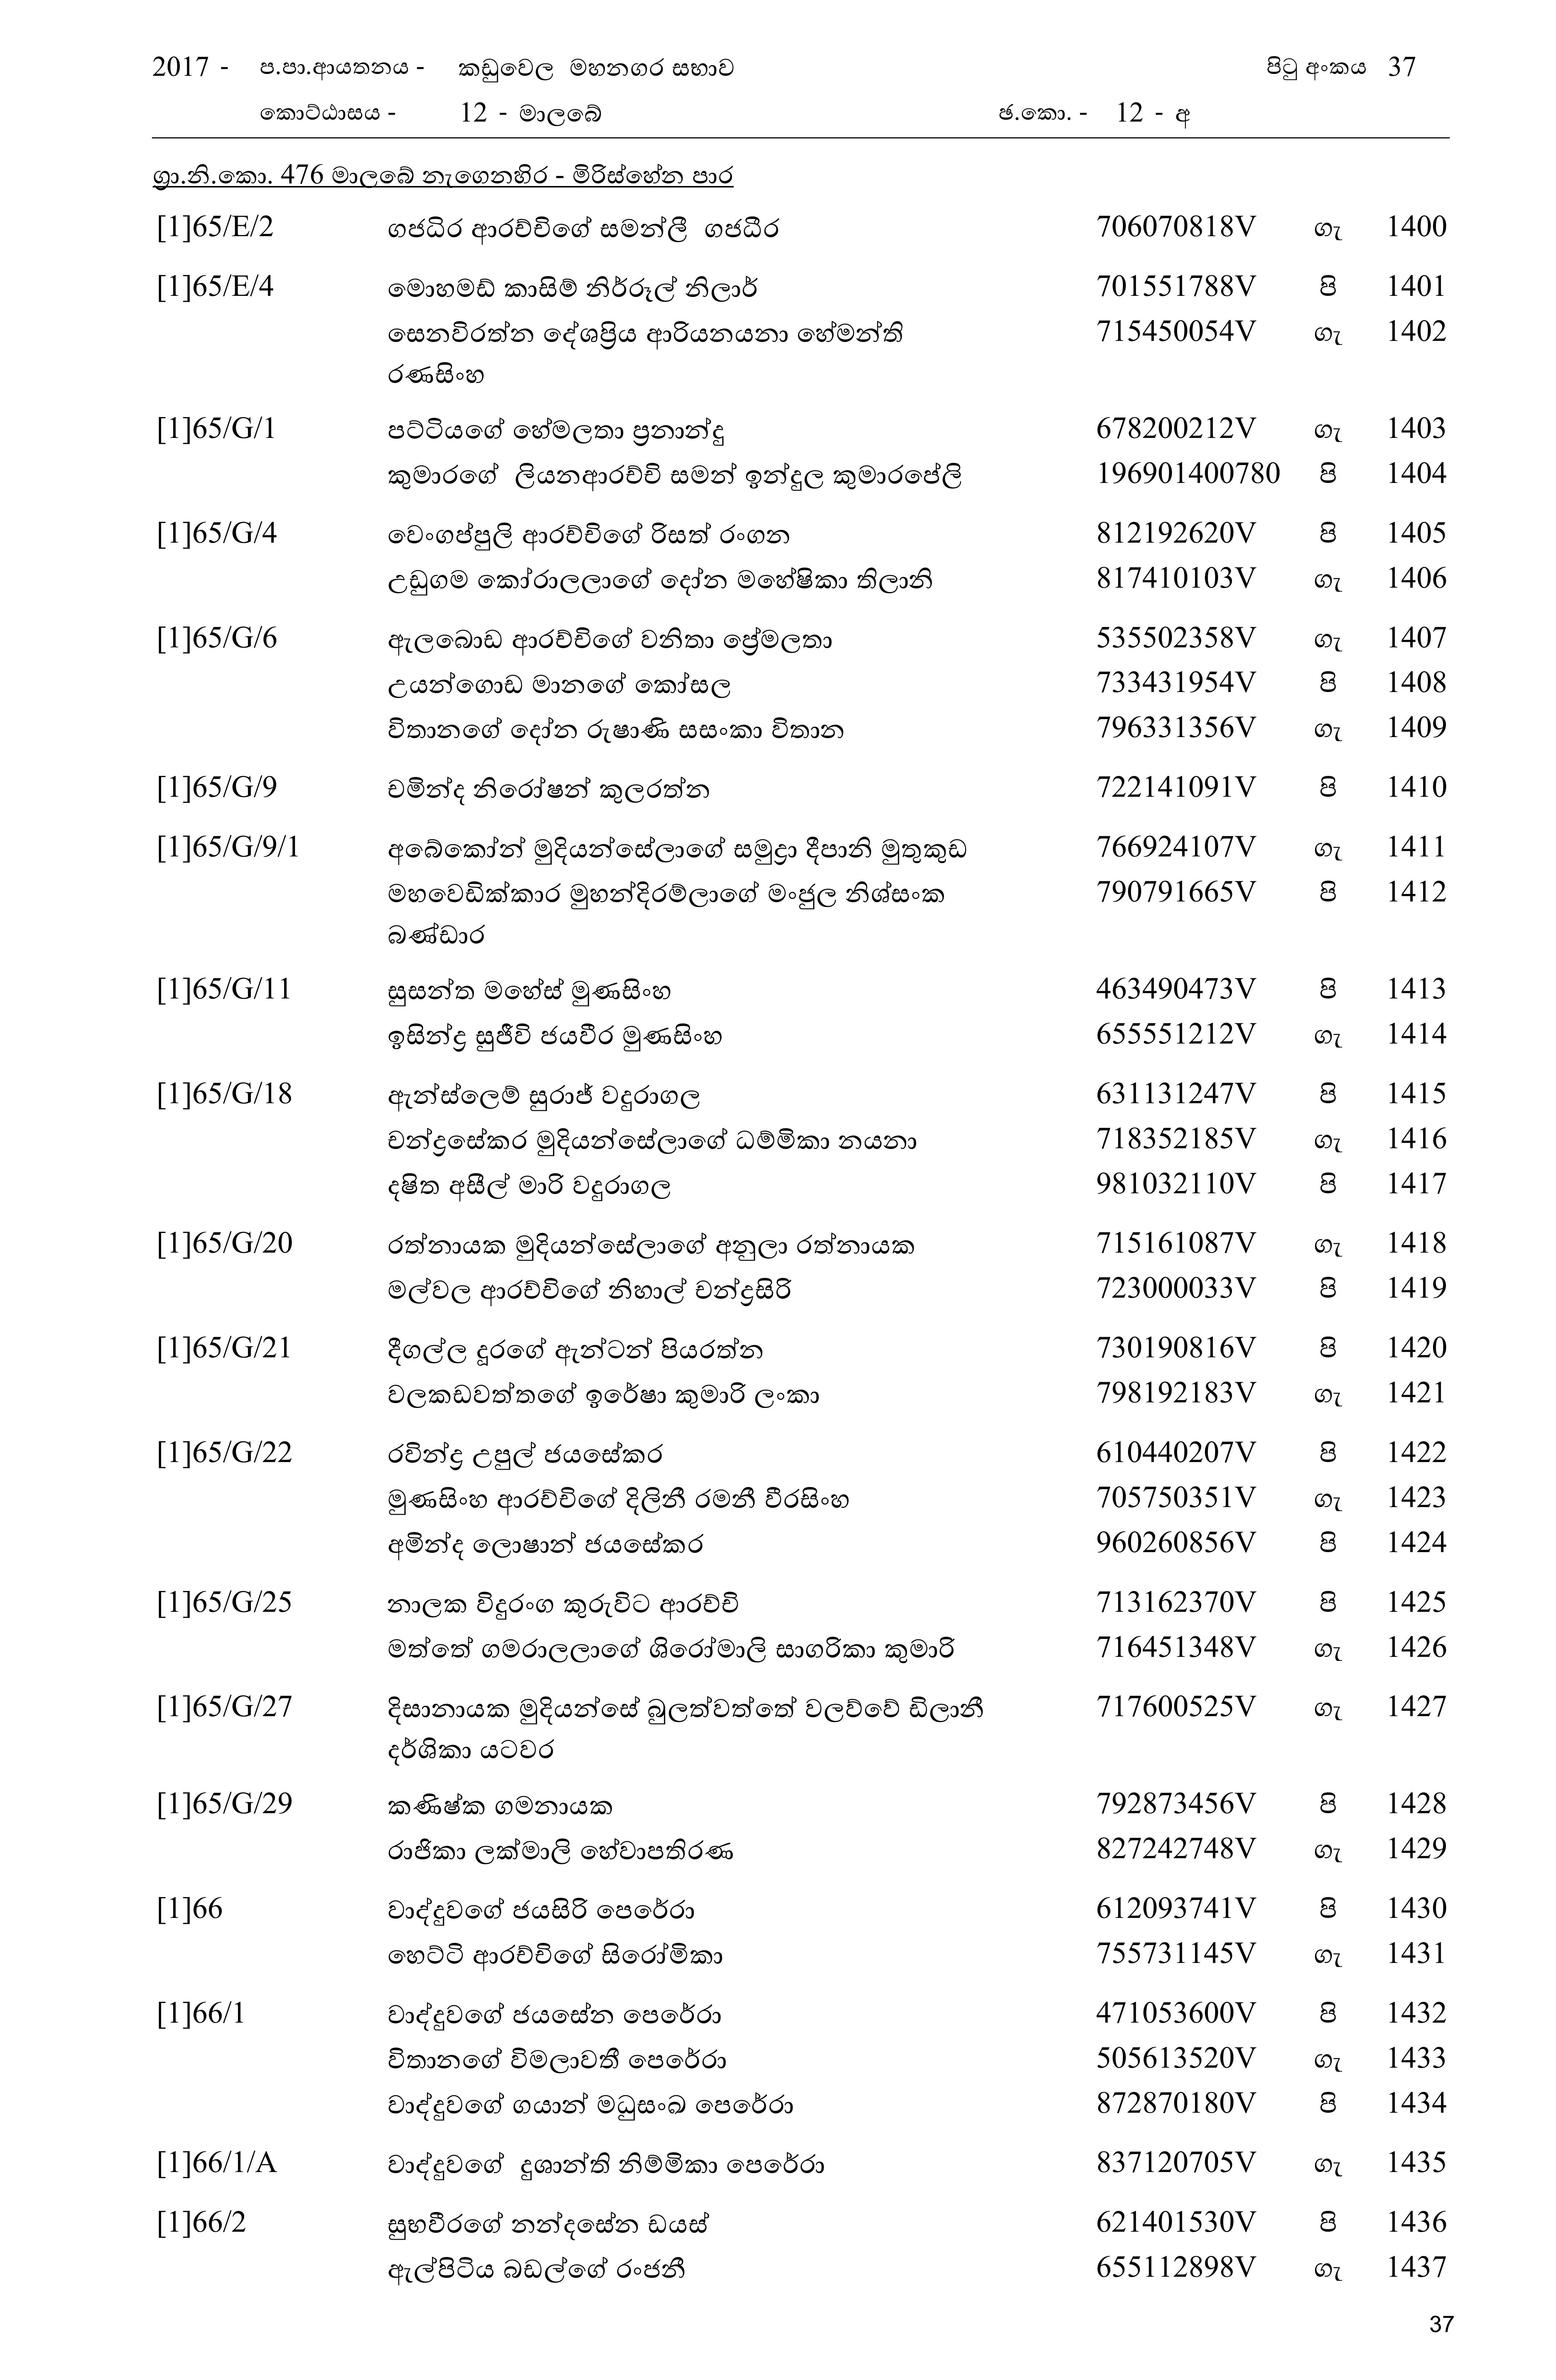 2017 - ප.පා.ආයතනය - කඩුවෙල මහනගර සභාව පිටු අංකය 37
කොට්ඨාසය - 12 - මාලබේ ඡ.කො. - 12 - අ
ග්‍රා.නි.කො. 476 මාලබේ නැගෙනහිර - මිරිස්හේන පාර
[1]65/E/2 ගජධිර ආරච්චිගේ සමන්ලී ගජධීර 706070818V ගැ 1400
[1]65/E/4 මොහමඩ් කාසිම් නිර්රූල් නිලාර් 701551788V පි 1401
සෙනවිරත්න දේශප්‍රිය ආරියනයනා හේමන්ති 715450054V ගැ 1402
රණසිංහ
[1]65/G/1 පට්ටියගේ හේමලතා ප්‍රනාන්දු 678200212V ගැ 1403
කුමාරගේ ලියනආරච්චි සමන් ඉන්දුල කුමාරපේලි 196901400780 පි 1404
[1]65/G/4 වෙංගප්පුලි ආරච්චිගේ රිසත් රංගන 812192620V පි 1405
උඩුගම කෝරාලලාගේ දෝන මහේෂිකා තිලානි 817410103V ගැ 1406
[1]65/G/6 ඇලබොඩ ආරච්චිගේ වනිතා ප්‍රේමලතා 535502358V ගැ 1407
උයන්ගොඩ මානගේ කෝසල 733431954V පි 1408
විතානගේ දෝන රුෂාණි සසංකා විතාන 796331356V ගැ 1409
[1]65/G/9 චමින්ද නිරෝෂන් කුලරත්න 722141091V පි 1410
[1]65/G/9/1 අබේකෝන් මුදියන්සේලාගේ සමුද්‍රා දීපානි මුතුකුඩ 766924107V ගැ 1411
මහවෙඩික්කාර මුහන්දිරම්ලාගේ මංජුල නිශ්සංක 790791665V පි 1412
බණ්ඩාර
[1]65/G/11 සුසන්ත මහේස් මුණසිංහ 463490473V පි 1413
ඉසින්ද්‍ර සුජීවි ජයවීර මුණසිංහ 655551212V ගැ 1414
[1]65/G/18 ඇන්ස්ලෙම් සුරාජ් වදුරාගල 631131247V පි 1415
චන්ද්‍රසේකර මුදියන්සේලාගේ ධම්මිකා නයනා 718352185V ගැ 1416
දෂිත අසීල් මාරි වදුරාගල 981032110V පි 1417
[1]65/G/20 රත්නායක මුදියන්සේලාගේ අනුලා රත්නායක 715161087V ගැ 1418
මල්වල ආරච්චිගේ නිහාල් චන්ද්‍රසිරි 723000033V පි 1419
[1]65/G/21 දීගල්ල දූරගේ ඇන්ටන් පියරත්න 730190816V පි 1420
වලකඩවත්තගේ ඉරේෂා කුමාරි ලංකා 798192183V ගැ 1421
[1]65/G/22 රවින්ද්‍ර උපුල් ජයසේකර 610440207V පි 1422
මුණසිංහ ආරච්චිගේ දිලිනී රමනී වීරසිංහ 705750351V ගැ 1423
අමින්ද ලොෂාන් ජයසේකර 960260856V පි 1424
[1]65/G/25 නාලක විදුරංග කුරුවිට ආරච්චි 713162370V පි 1425
මත්තේ ගමරාලලාගේ ශිරෝමාලි සාගරිකා කුමාරි 716451348V ගැ 1426
[1]65/G/27 දිසානායක මුදියන්සේ බුලත්වත්තේ වලව්වේ ඩිලානී 717600525V ගැ 1427
දර්ශිකා යටවර
[1]65/G/29 කණිෂ්ක ගමනායක 792873456V පි 1428
රාජිකා ලක්මාලි හේවාපතිරණ 827242748V ගැ 1429
[1]66 වාද්දුවගේ ජයසිරි පෙරේරා 612093741V පි 1430
හෙට්ටි ආරච්චිගේ සිරෝමිකා 755731145V ගැ 1431
[1]66/1 වාද්දුවගේ ජයසේන පෙරේරා 471053600V පි 1432
විතානගේ විමලාවතී පෙරේරා 505613520V ගැ 1433
වාද්දුවගේ ගයාන් මධුසංඛ පෙරේරා 872870180V පි 1434
[1]66/1/A වාද්දුවගේ දුශාන්ති නිම්මිකා පෙරේරා 837120705V ගැ 1435
[1]66/2 සුභවීරගේ නන්දසේන ඩයස් 621401530V පි 1436
ඇල්පිටිය බඩල්ගේ රංජනී 655112898V ගැ 1437
37